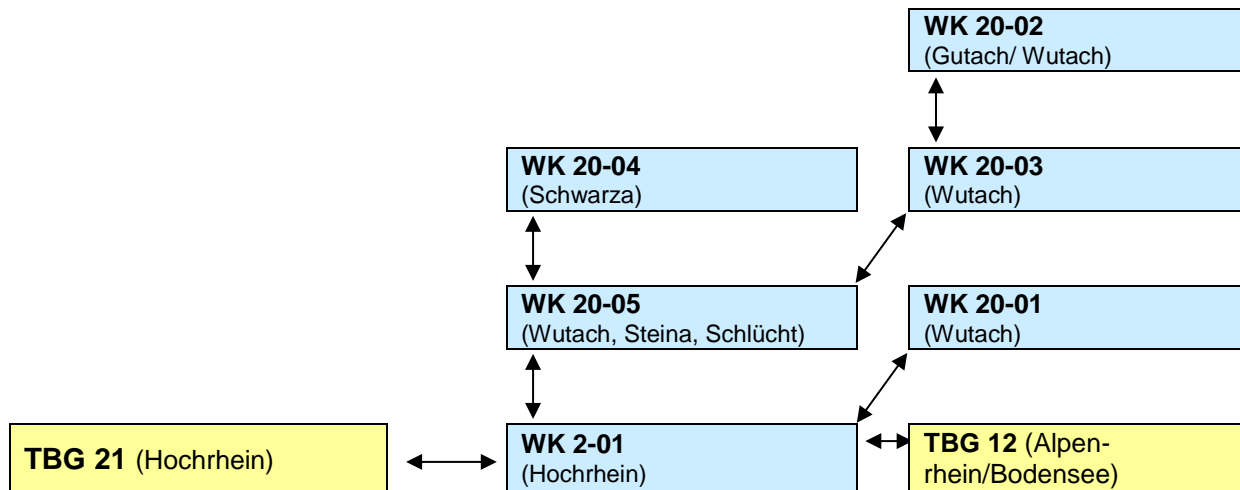 WK 20-02
(Gutach/ Wutach)
WK 20-04
(Schwarza)
WK 20-03
(Wutach)
WK 20-05
(Wutach, Steina, Schlücht)
WK 20-01
(Wutach)
TBG 21 (Hochrhein)
WK 2-01
(Hochrhein)
TBG 12 (Alpen-
rhein/Bodensee)